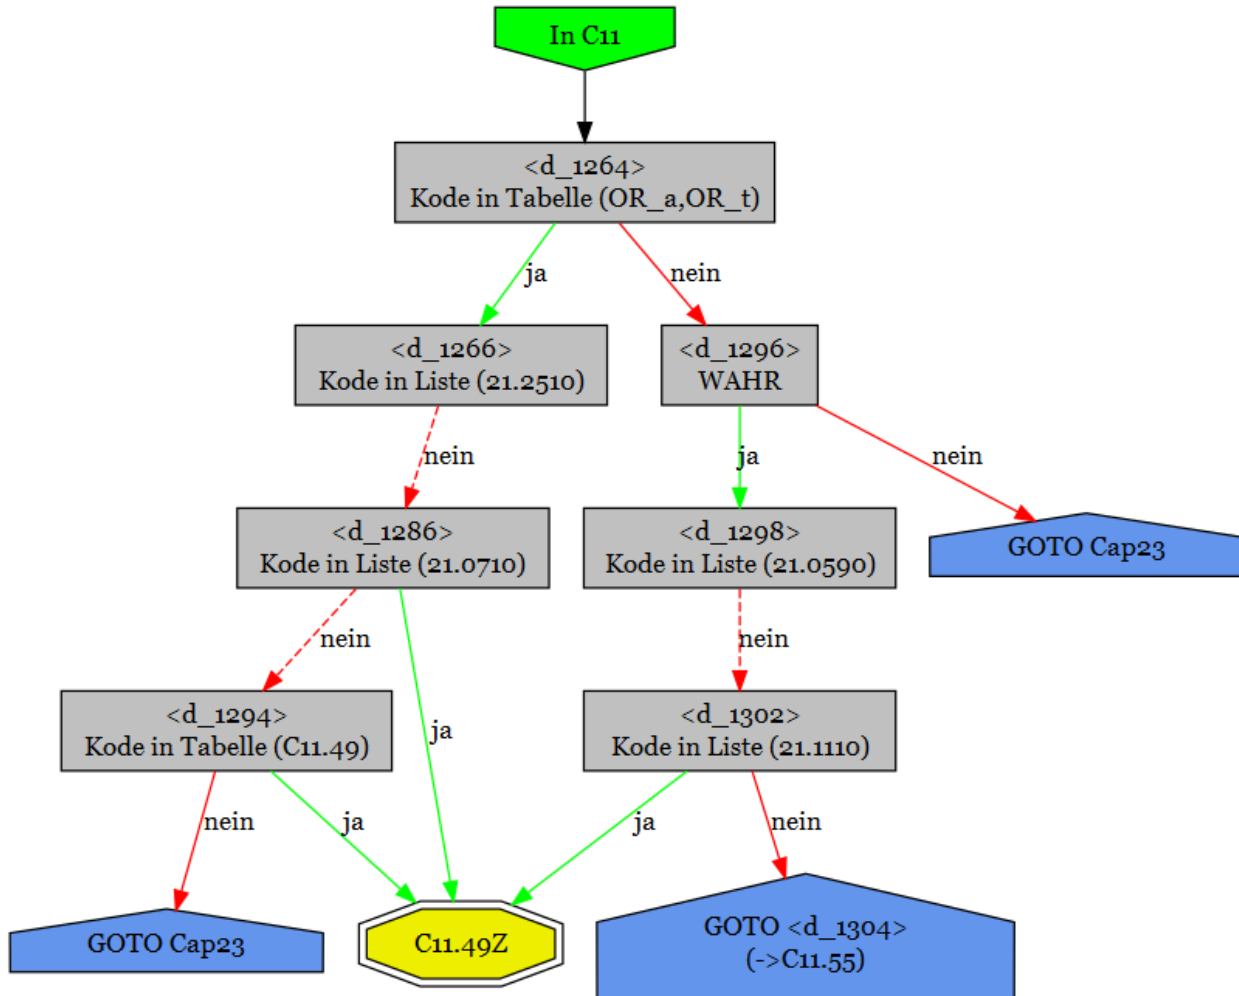 In C11
<d_1264>
Kode in Tabelle (OR_a,OR_t)
ja
nein
<d_1266>
Kode in Liste (21.2510)
<d_1296>
WAHR
nein
ja
nein
<d_1286>
Kode in Liste (21.0710)
<d_1298>
Kode in Liste (21.0590)
GOTO Cap23
nein
nein
<d_1294>
Kode in Tabelle (C11.49)
ja
<d_1302>
Kode in Liste (21.1110)
nein
ja
ja
nein
GOTO Cap23
C11.49Z
GOTO <d_1304>
(->C11.55)